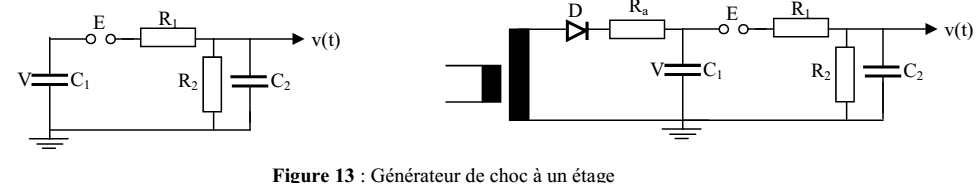 E R₁ v(t)
V C₁ R₂ C₂
D Rₐ E R₁ v(t)
V C₁ R₂ C₂
Figure 13 : Générateur de choc à un étage